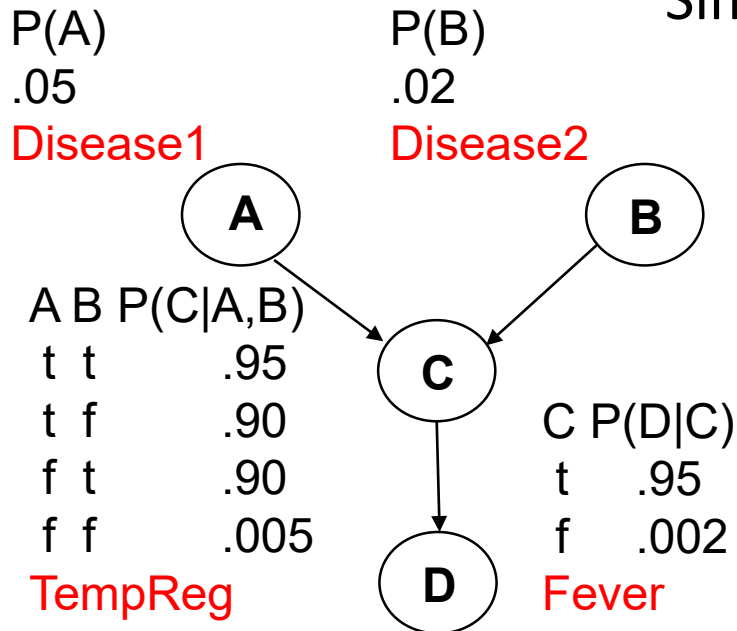 P(A)
.05
Disease1
P(B)
.02
Disease2
A
B
A B P(C|A,B)
t t .95
t f .90
f t .90
f f .005
TempReg
C
C P(D|C)
t .95
f .002
Fever
D